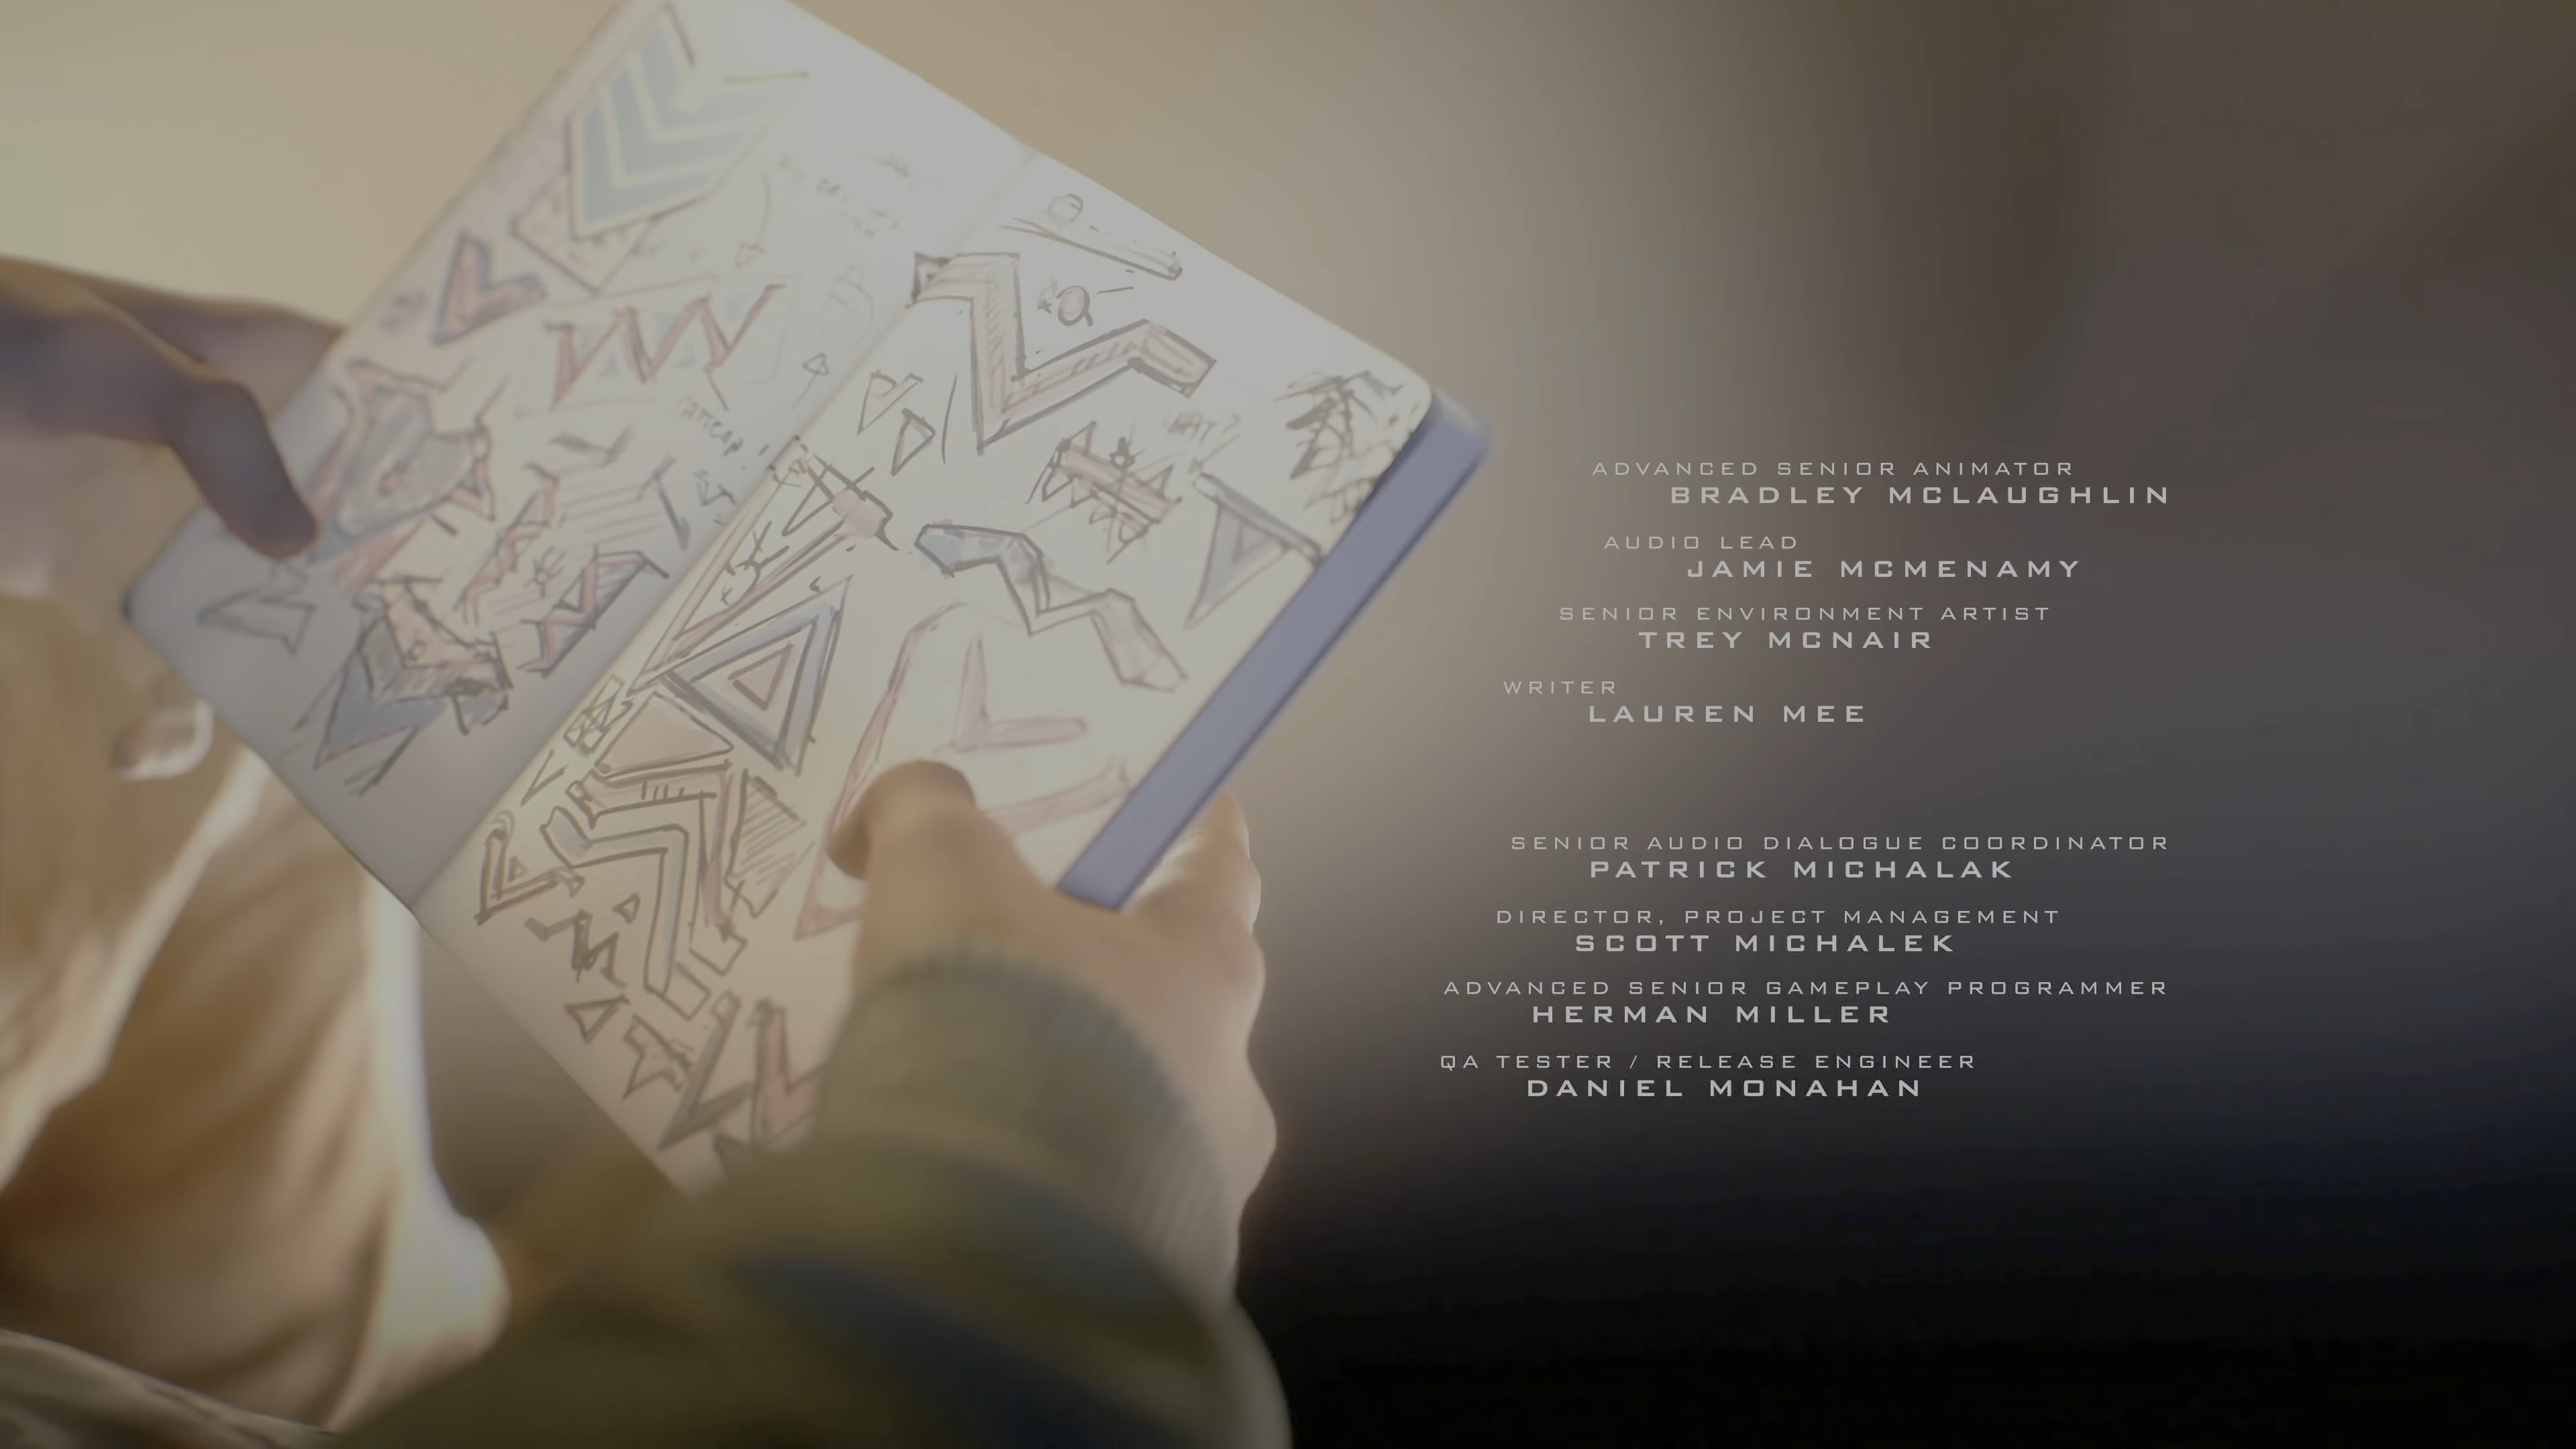 ADVANCED SENIOR ANIMATOR
BRADLEY MCLAUGHLIN
AUDIO LEAD
JAMIE MCMENAMY
SENIOR ENVIRONMENT ARTIST
TREY MCNAIR
WRITER
LAUREN MEE
SENIOR AUDIO DIALOGUE COORDINATOR
PATRICK MICHALAK
DIRECTOR, PROJECT MANAGEMENT
SCOTT MICHALEK
ADVANCED SENIOR GAMEPLAY PROGRAMMER
HERMAN MILLER
QA TESTER / RELEASE ENGINEER
DANIEL MONAHAN